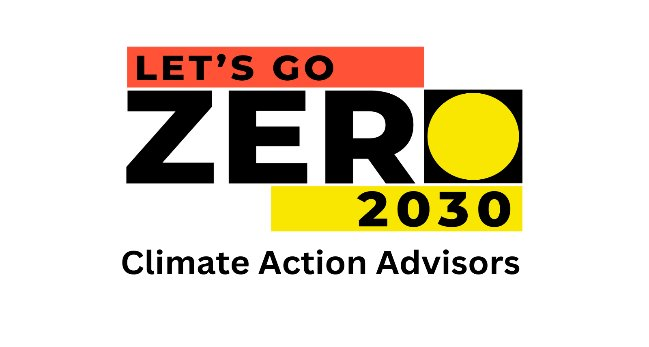 LET’S GO
ZERO
2030
Climate Action Advisors